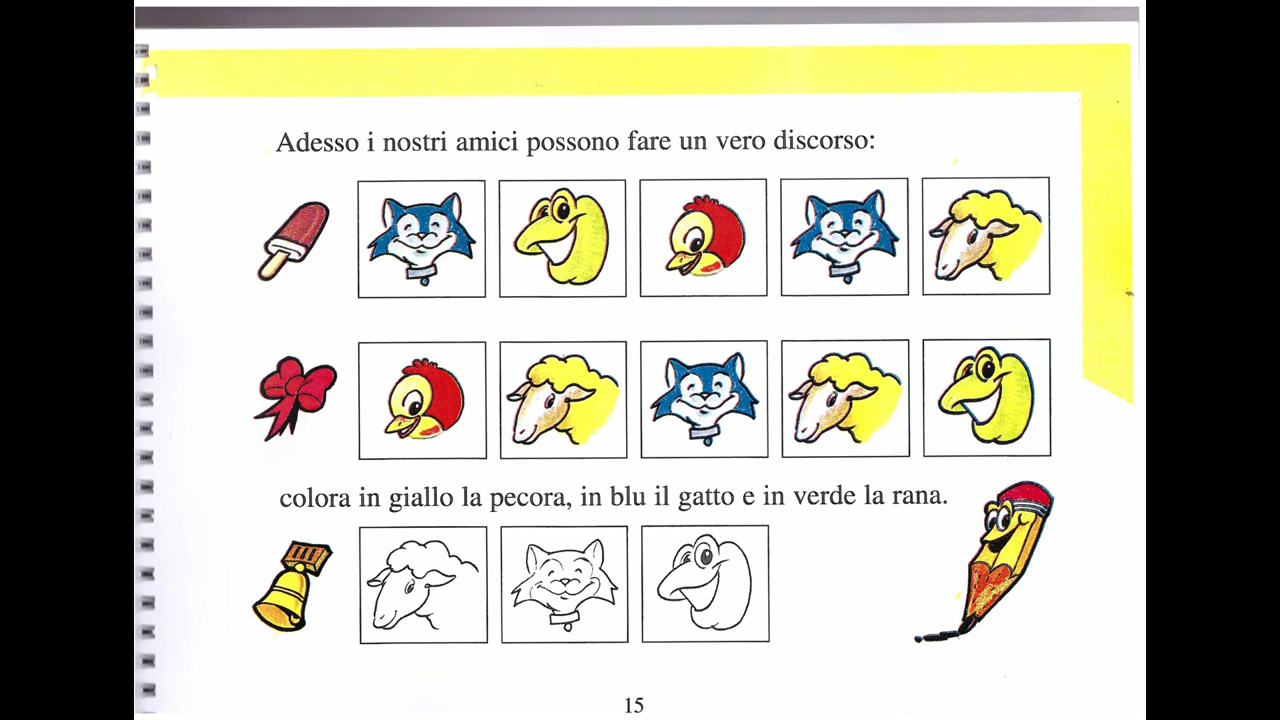 Adesso i nostri amici possono fare un vero discorso:
colora in giallo la pecora, in blu il gatto e in verde la rana.
15